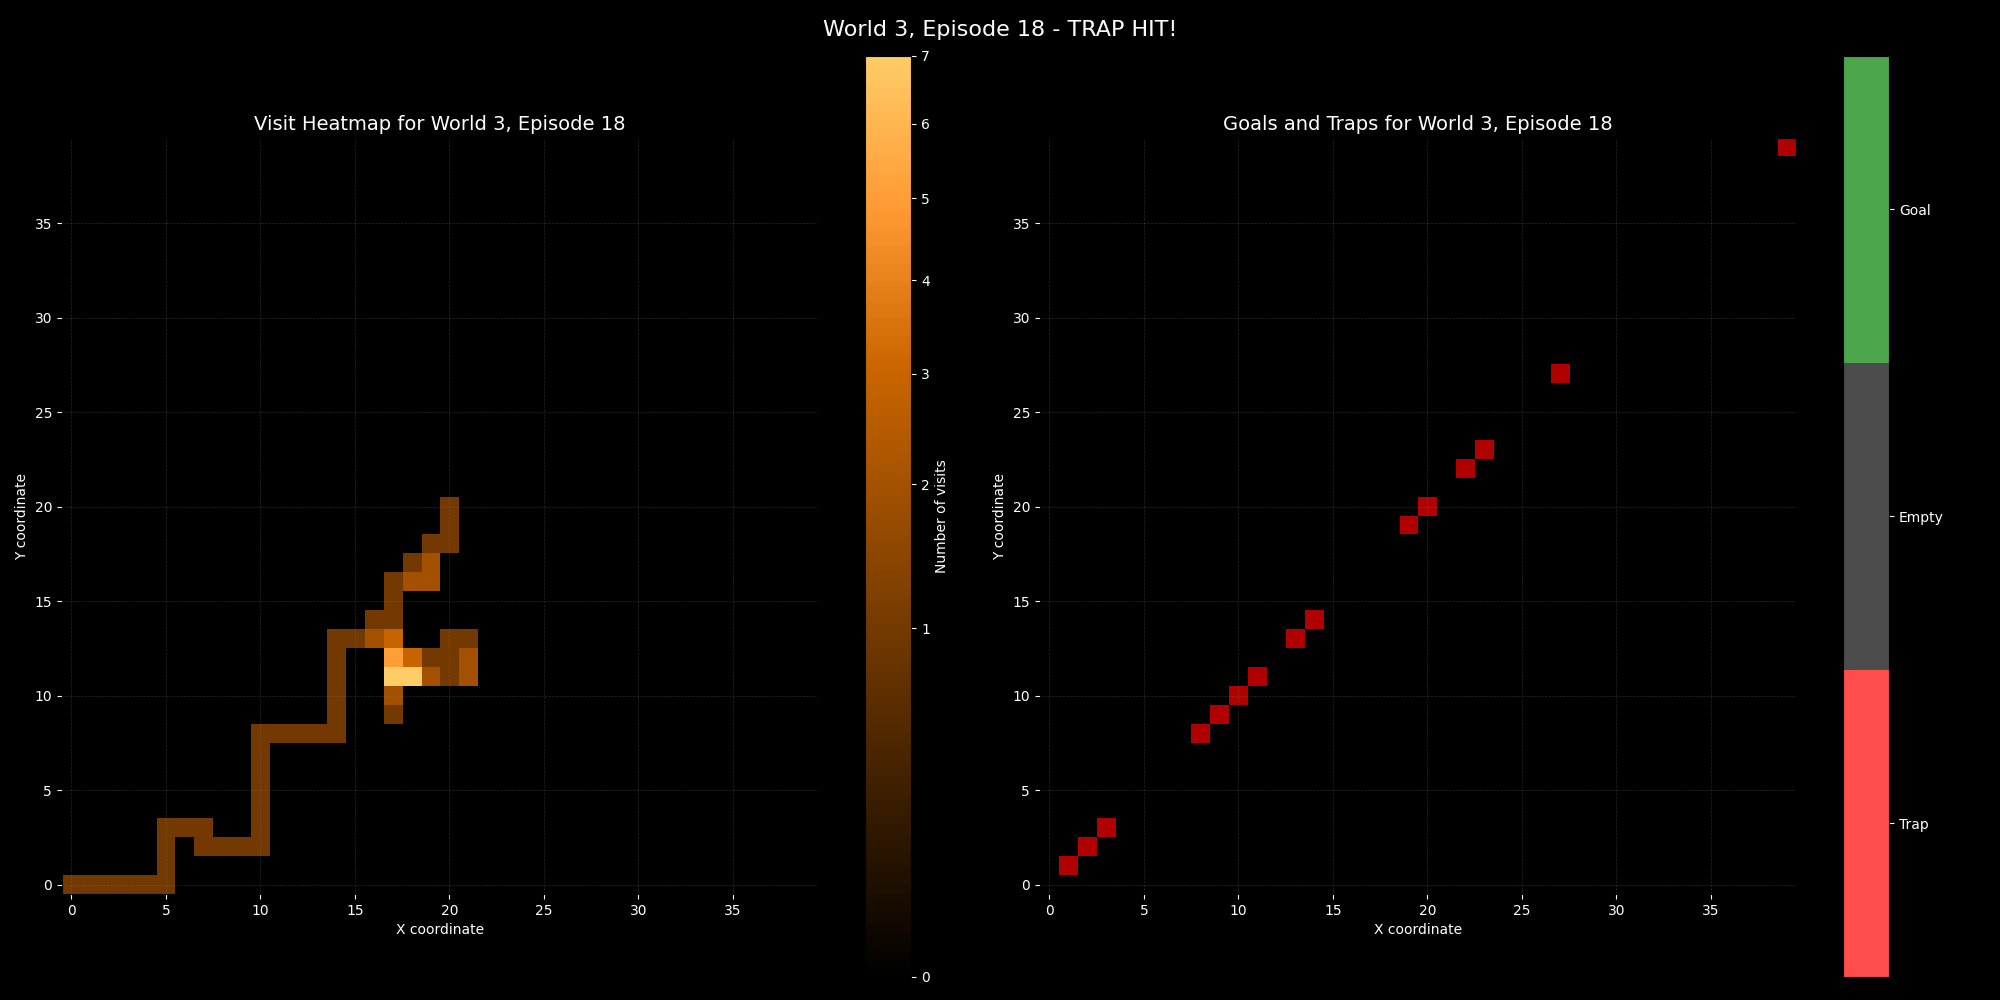 World 3, Episode 18 - TRAP HIT!
Visit Heatmap for World 3, Episode 18
35
30
25
20
15
10
5
0
Y coordinate
0 5 10 15 20 25 30 35
X coordinate
7
6
5
4
3
2
1
0
Number of visits
Goals and Traps for World 3, Episode 18
35
30
25
20
15
10
5
0
Y coordinate
0 5 10 15 20 25 30 35
X coordinate
Goal
Empty
Trap